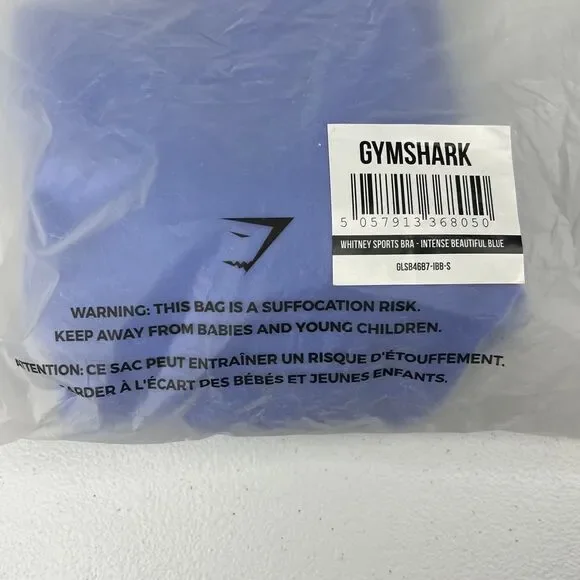 GYMSHARK
5 057913 368050
WHITNEY SPORTS BRA - INTENSE BEAUTIFUL BLUE
GLSB4687-IBB-S
WARNING: THIS BAG IS A SUFFOCATION RISK.
KEEP AWAY FROM BABIES AND YOUNG CHILDREN.
ATTENTION: CE SAC PEUT ENTRAÎNER UN RISQUE D'ÉTOUFFEMENT.
GARDER À L'ÉCART DES BÉBÉS ET JEUNES ENFANTS.